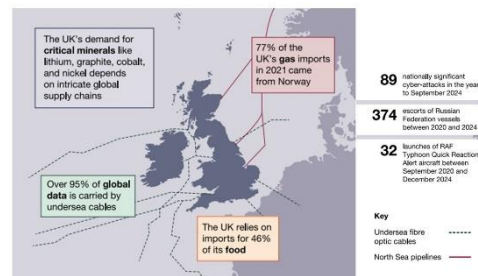 The UK's demand for
critical minerals like
lithium, graphite, cobalt,
and nickel depends on
intricate global
supply chains
77% of the
UK's gas imports
in 2021 came
from Norway
Over 95% of global
data is carried by
undersea cables
The UK relies on
imports for 46%
of its food
89 nationally significant
cyber-attacks in the year
to September 2024
374 escorts of Russian
Federation vessels
between 2020 and 2024
32 launches of RAF
Typhoon Quick Reaction
Alert aircraft between
September 2020 and
December 2024
Key
Undersea fibre
optic cables
North Sea pipelines